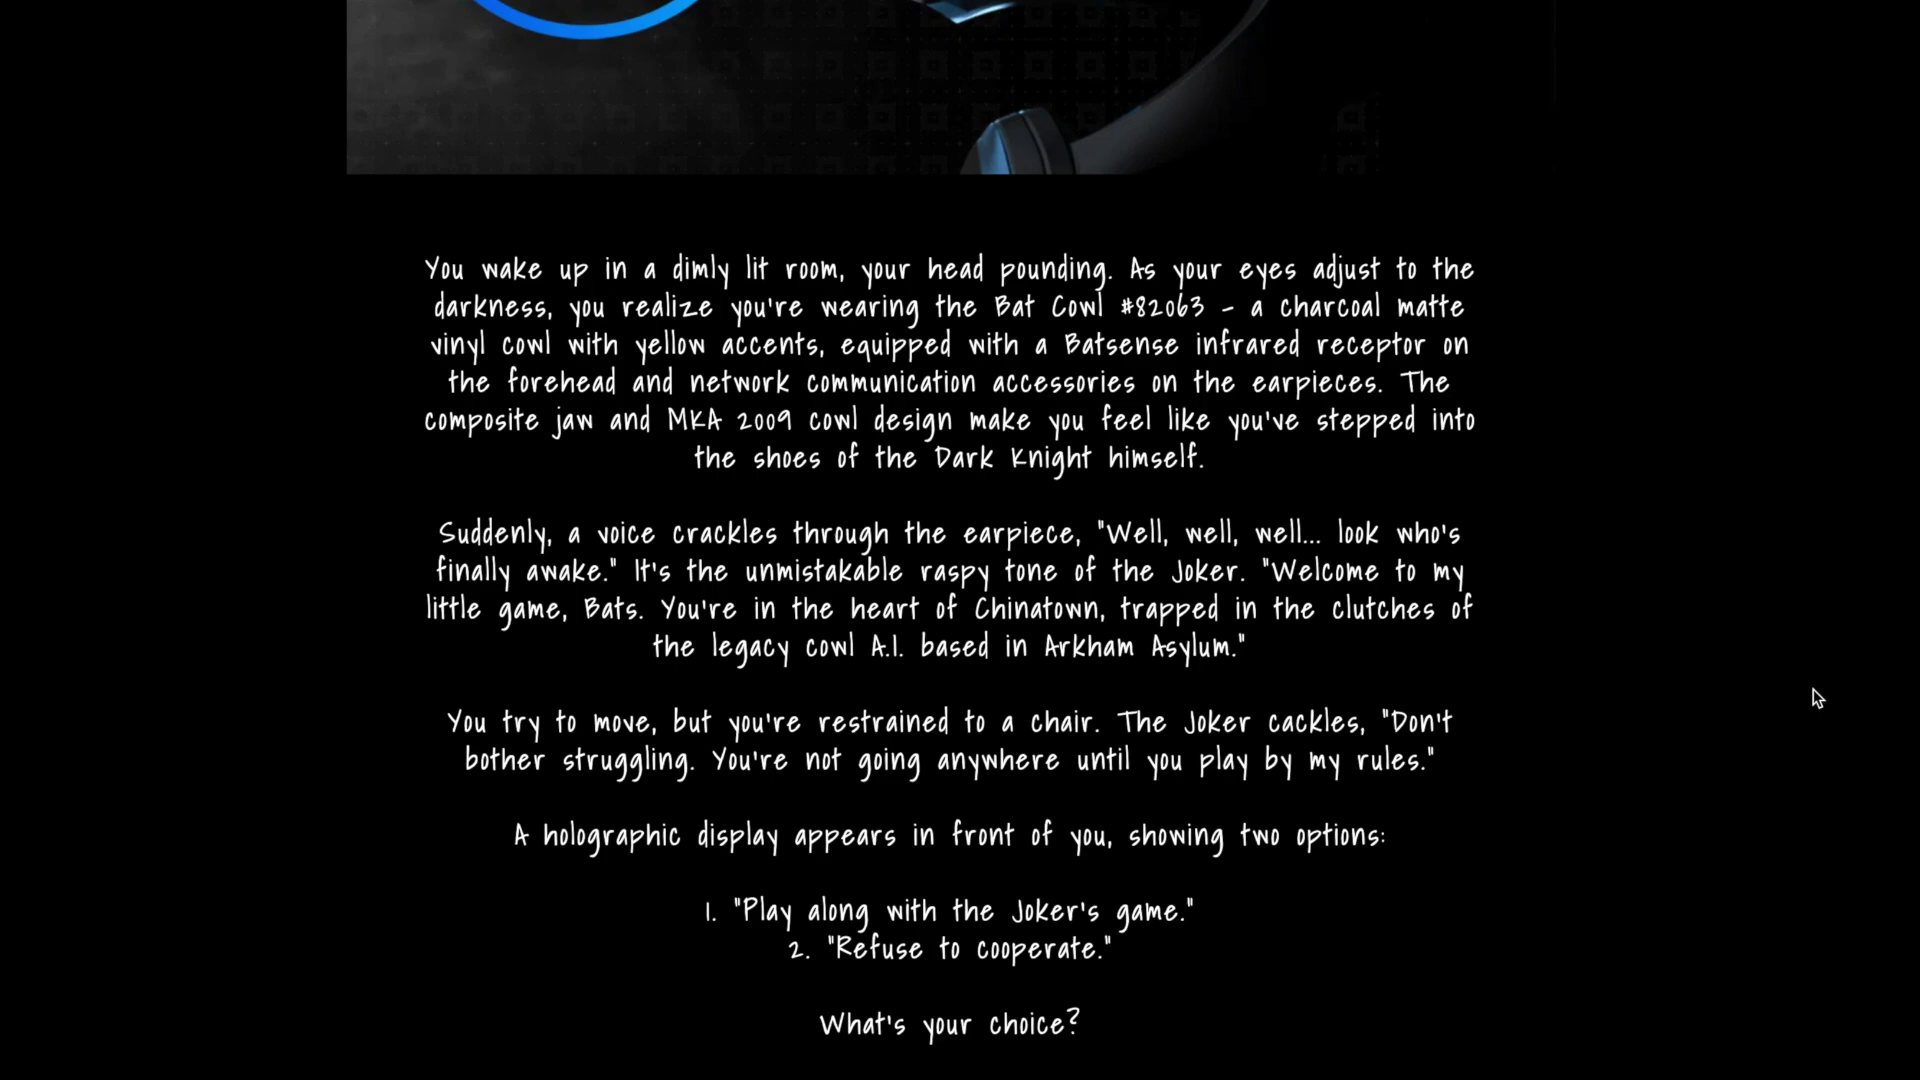 You wake up in a dimly lit room, your head pounding. As your eyes adjust to the
darkness, you realize you're wearing the Bat Cowl #82063 - a charcoal matte
vinyl cowl with yellow accents, equipped with a Batsense infrared receptor on
the forehead and network communication accessories on the earpieces. The
composite jaw and MKA 2009 cowl design make you feel like you've stepped into
the shoes of the Dark Knight himself.
Suddenly, a voice crackles through the earpiece, "Well, well, well... look who's
finally awake." It's the unmistakable raspy tone of the Joker. "Welcome to my
little game, Bats. You're in the heart of Chinatown, trapped in the clutches of
the legacy cowl A.I. based in Arkham Asylum."
You try to move, but you're restrained to a chair. The Joker cackles, "Don't
bother struggling. You're not going anywhere until you play by my rules."
A holographic display appears in front of you, showing two options:
1. "Play along with the Joker's game."
2. "Refuse to cooperate."
What's your choice?